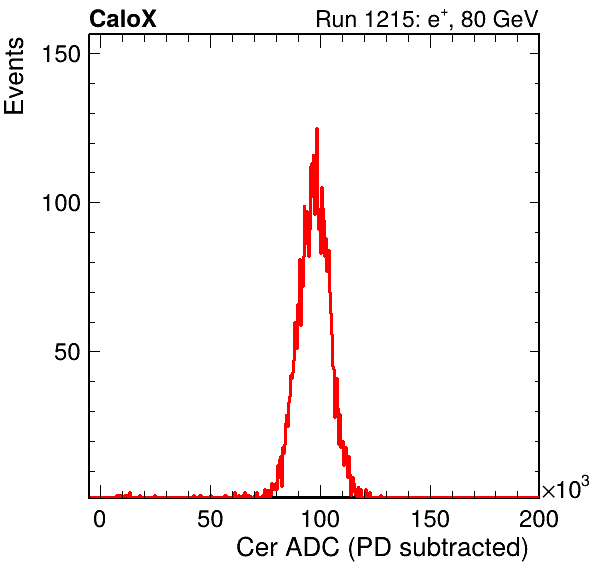 CaloX Run 1215: e⁺, 80 GeV
Events
150
100
50
0 50 100 150 200
×10³
Cer ADC (PD subtracted)